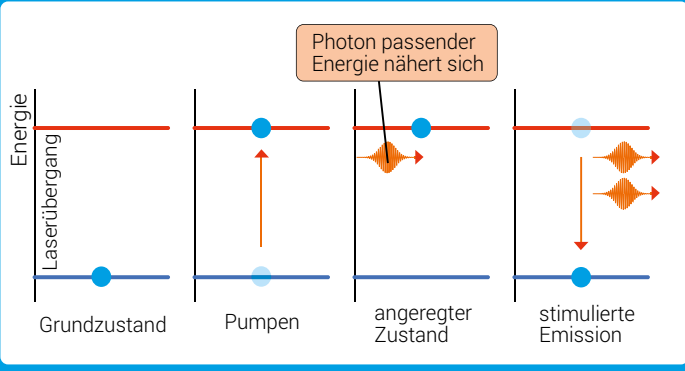 Photon passender
Energie nähert sich
Energie
Laserübergang
Grundzustand
Pumpen
angeregter
Zustand
stimulierte
Emission